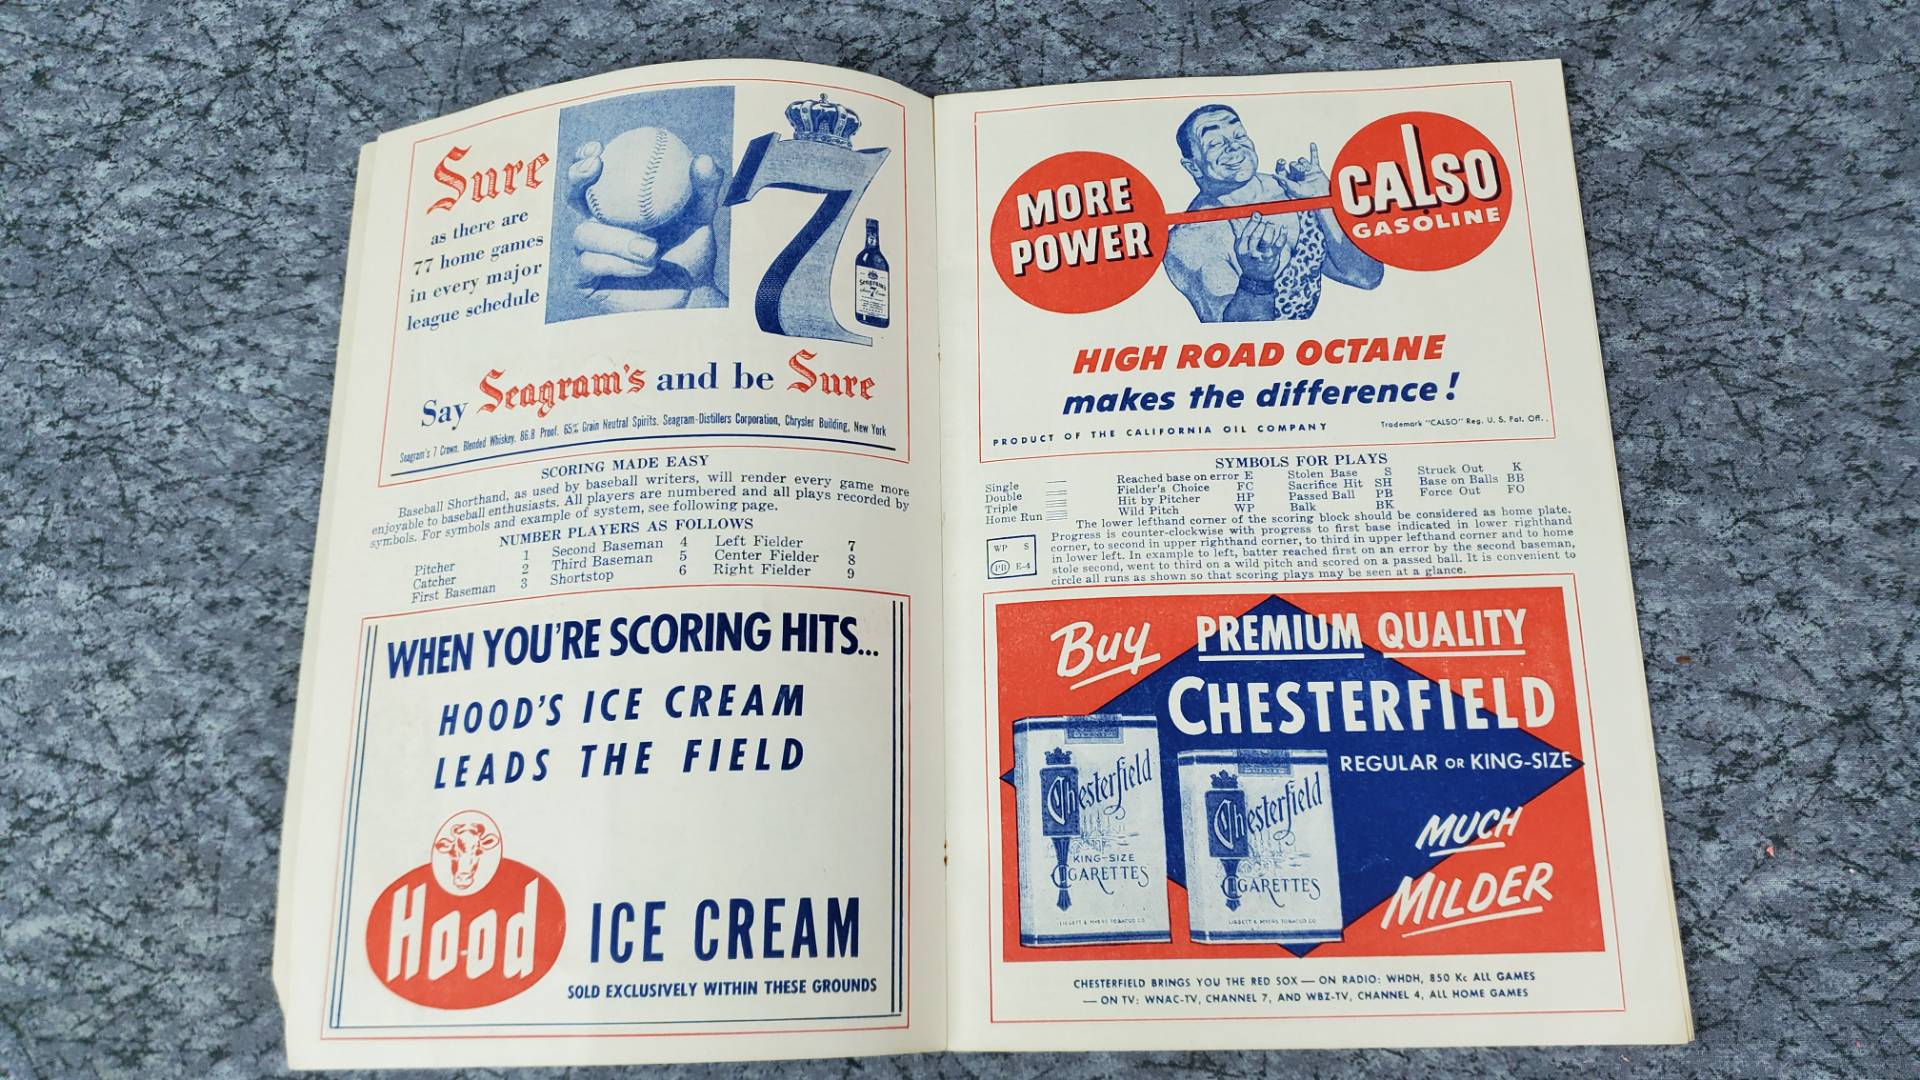 Sure
as there are
77 home games
in every major
league schedule
7
Seagram's
7
Say Seagram's and be Sure
Seagram's 7 Crown. Blended Whiskey. 86.8 Proof. 65% Grain Neutral Spirits. Seagram-Distillers Corporation, Chrysler Building, New York
SCORING MADE EASY
Baseball Shorthand, as used by baseball writers, will render every game more
enjoyable to baseball enthusiasts. All players are numbered and all plays recorded by
symbols. For symbols and example of system, see following page.
NUMBER PLAYERS AS FOLLOWS
Pitcher 1 Second Baseman 4 Left Fielder 7
Catcher 2 Third Baseman 5 Center Fielder 8
First Baseman 3 Shortstop 6 Right Fielder 9
WHEN YOU'RE SCORING HITS...
HOOD'S ICE CREAM
LEADS THE FIELD
Hood
ICE CREAM
SOLD EXCLUSIVELY WITHIN THESE GROUNDS
MORE
POWER
CALSO
GASOLINE
HIGH ROAD OCTANE
makes the difference!
PRODUCT OF THE CALIFORNIA OIL COMPANY
Trademark "CALSO" Reg. U. S. Pat. Off.
SYMBOLS FOR PLAYS
Single Reached base on error E Stolen Base S Struck Out K
Double Fielder's Choice FC Sacrifice Hit SH Base on Balls BB
Triple Hit by Pitcher HP Passed Ball PB Force Out FO
Home Run Wild Pitch WP Balk BK
The lower lefthand corner of the scoring block should be considered as home plate.
Progress is counter-clockwise with progress to first base indicated in lower righthand
corner, to second in upper righthand corner, to third in upper lefthand corner and to home
in lower left. In example to left, batter reached first on an error by the second baseman,
stole second, went to third on a wild pitch and scored on a passed ball. It is convenient to
circle all runs as shown so that scoring plays may be seen at a glance.
WP S
PB E-4
Buy PREMIUM QUALITY
CHESTERFIELD
REGULAR OR KING-SIZE
MUCH
MILDER
Chesterfield
KING-SIZE
CIGARETTES
LIGGETT & MYERS TOBACCO CO
Chesterfield
CIGARETTES
LIGGETT & MYERS TOBACCO CO
CHESTERFIELD BRINGS YOU THE RED SOX — ON RADIO: WHDH, 850 Kc ALL GAMES
— ON TV: WNAC-TV, CHANNEL 7, AND WBZ-TV, CHANNEL 4, ALL HOME GAMES